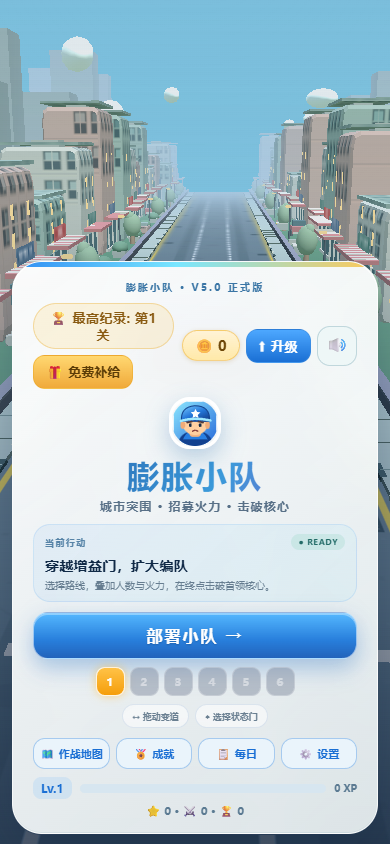 膨胀小队 • V5.0 正式版
最高纪录: 第1
关
0
升级
免费补给
膨胀小队
城市突围 • 招募火力 • 击破核心
当前行动
• READY
穿越增益门，扩大编队
选择路线，叠加人数与火力，在终点击破首领核心。
部署小队 →
1 2 3 4 5 6
↔ 拖动变道
✦ 选择状态门
作战地图
成就
每日
设置
Lv.1
0 XP
0 • 0 • 0